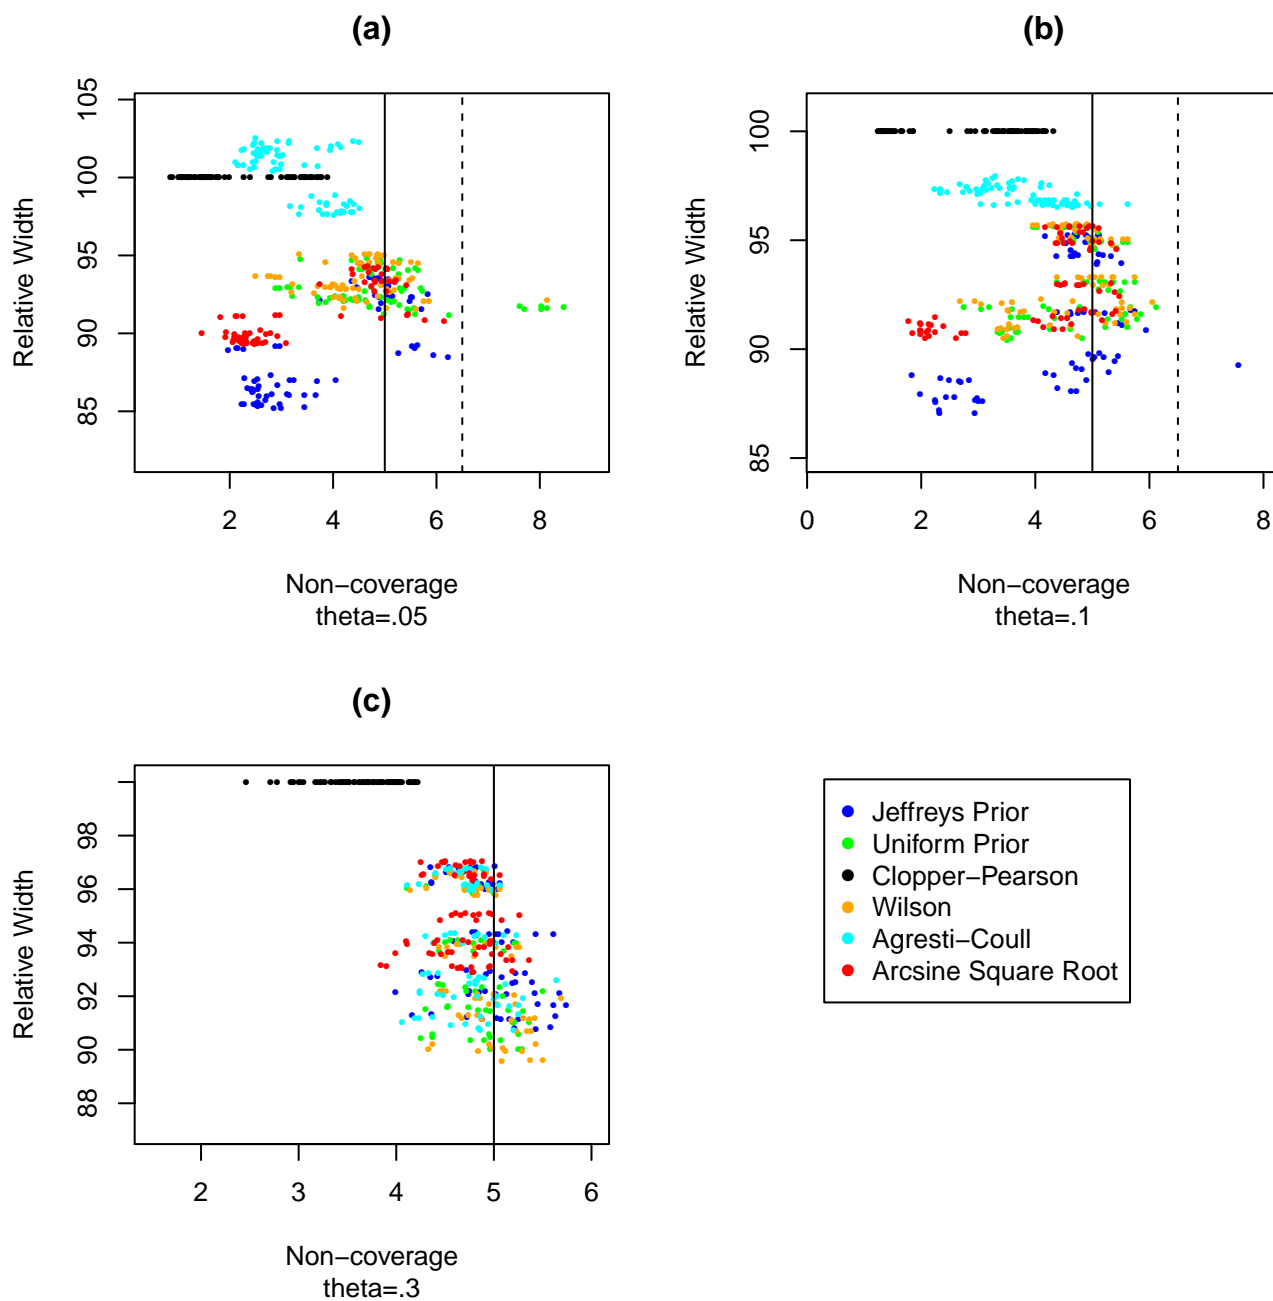 (a)
Relative Width
105
100
95
90
85
2 4 6 8
Non−coverage
theta=.05
(b)
Relative Width
100
95
90
85
0 2 4 6 8
Non−coverage
theta=.1
(c)
Relative Width
98
96
94
92
90
88
2 3 4 5 6
Non−coverage
theta=.3
Jeffreys Prior
Uniform Prior
Clopper−Pearson
Wilson
Agresti−Coull
Arcsine Square Root